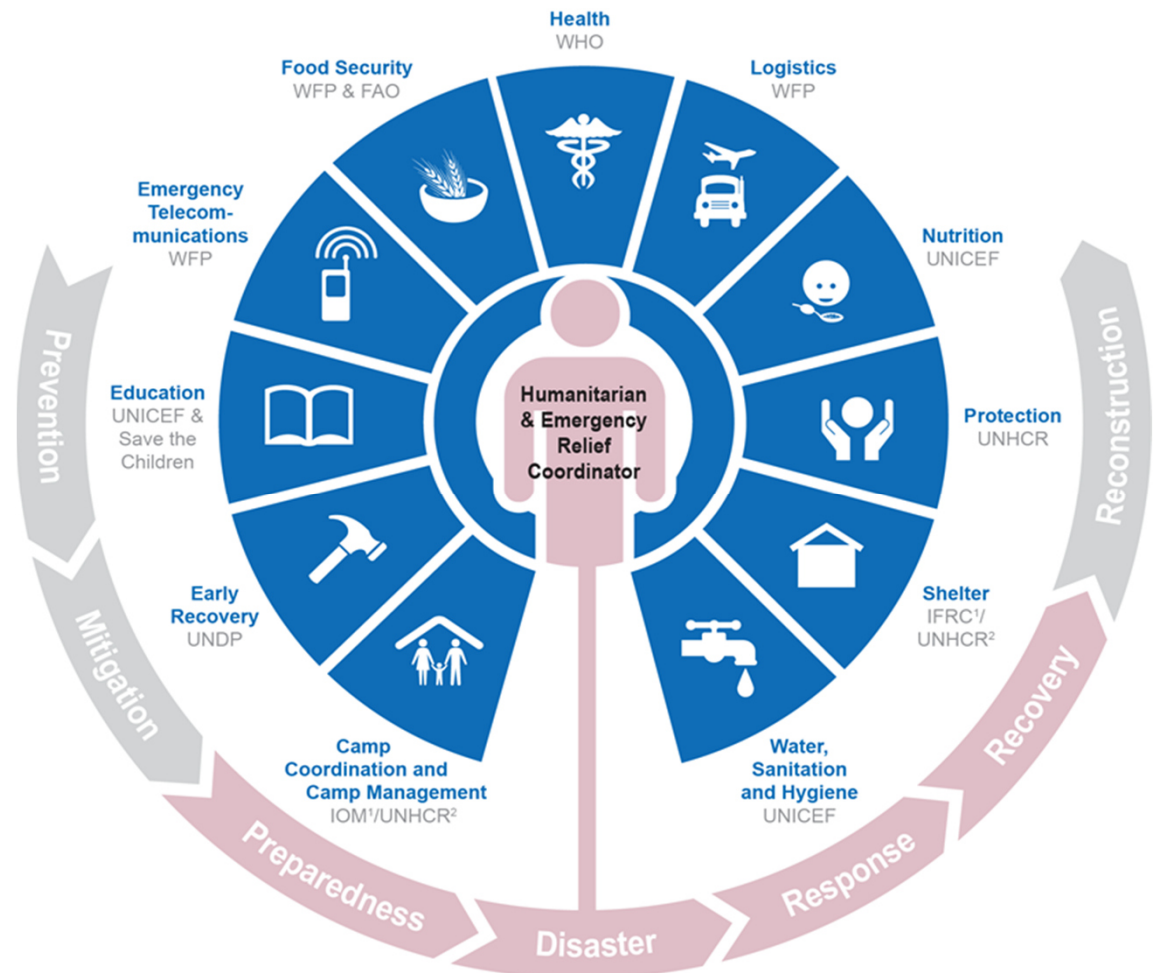 Health
WHO
Logistics
WFP
Nutrition
UNICEF
Protection
UNHCR
Shelter
IFRC¹/
UNHCR²
Water,
Sanitation
and Hygiene
UNICEF
Camp
Coordination and
Camp Management
IOM¹/UNHCR²
Early
Recovery
UNDP
Education
UNICEF &
Save the
Children
Emergency
Telecom-
munications
WFP
Food Security
WFP & FAO
Humanitarian
& Emergency
Relief
Coordinator
Prevention
Mitigation
Preparedness
Disaster
Response
Recovery
Reconstruction